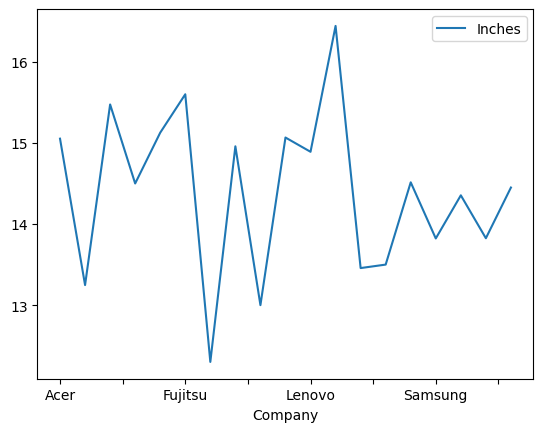 Inches
16
15
14
13
Acer Fujitsu Lenovo Samsung
Company